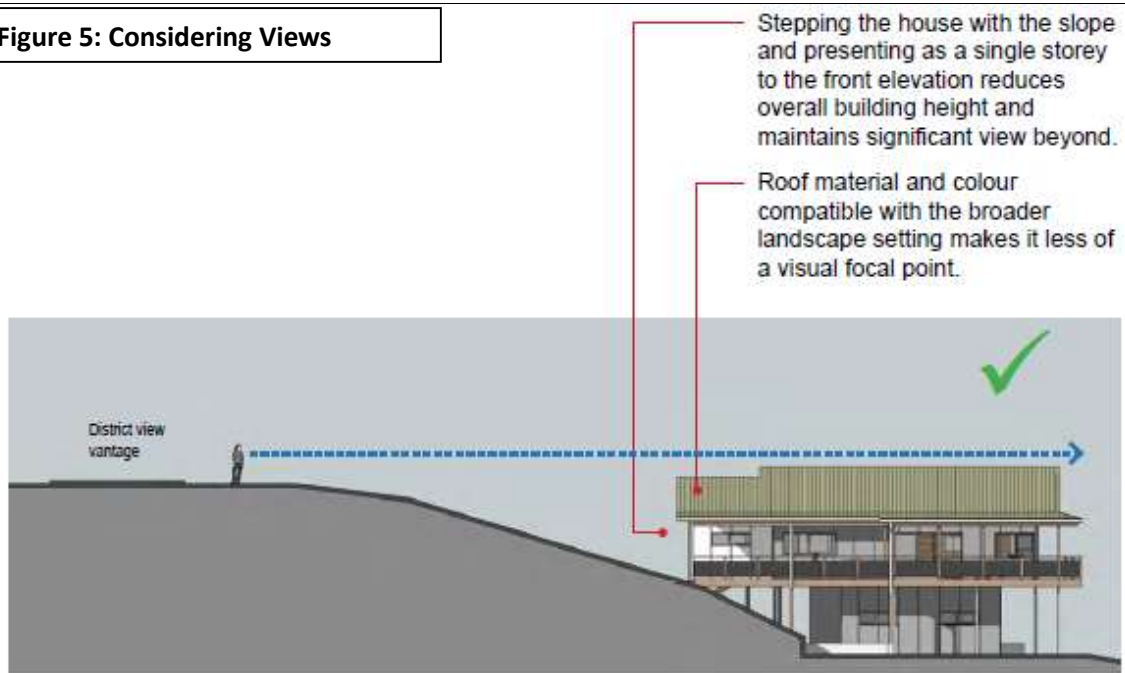 Figure 5: Considering Views
Stepping the house with the slope
and presenting as a single storey
to the front elevation reduces
overall building height and
maintains significant view beyond.
Roof material and colour
compatible with the broader
landscape setting makes it less of
a visual focal point.
District view
vantage